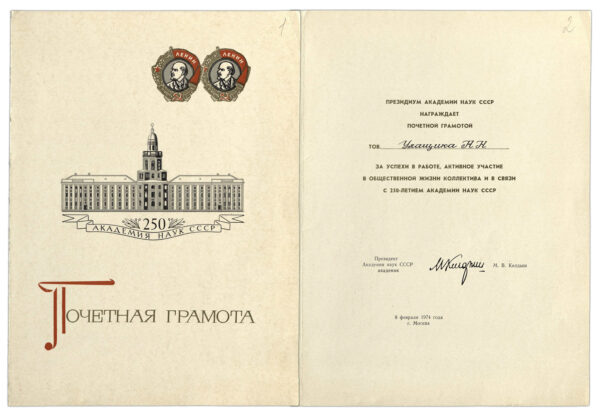 1
ЛЕНИН ЛЕНИН
250
АКАДЕМИЯ НАУК СССР
ПОЧЕТНАЯ ГРАМОТА
2
ПРЕЗИДИУМ АКАДЕМИИ НАУК СССР
НАГРАЖДАЕТ
ПОЧЕТНОЙ ГРАМОТОЙ
ТОВ. Улащика Н.Н.
ЗА УСПЕХИ В РАБОТЕ, АКТИВНОЕ УЧАСТИЕ
В ОБЩЕСТВЕННОЙ ЖИЗНИ КОЛЛЕКТИВА И В СВЯЗИ
С 250-ЛЕТИЕМ АКАДЕМИИ НАУК СССР
Президент
Академии наук СССР
академик
М. В. Келдыш
8 февраля 1974 года
г. Москва